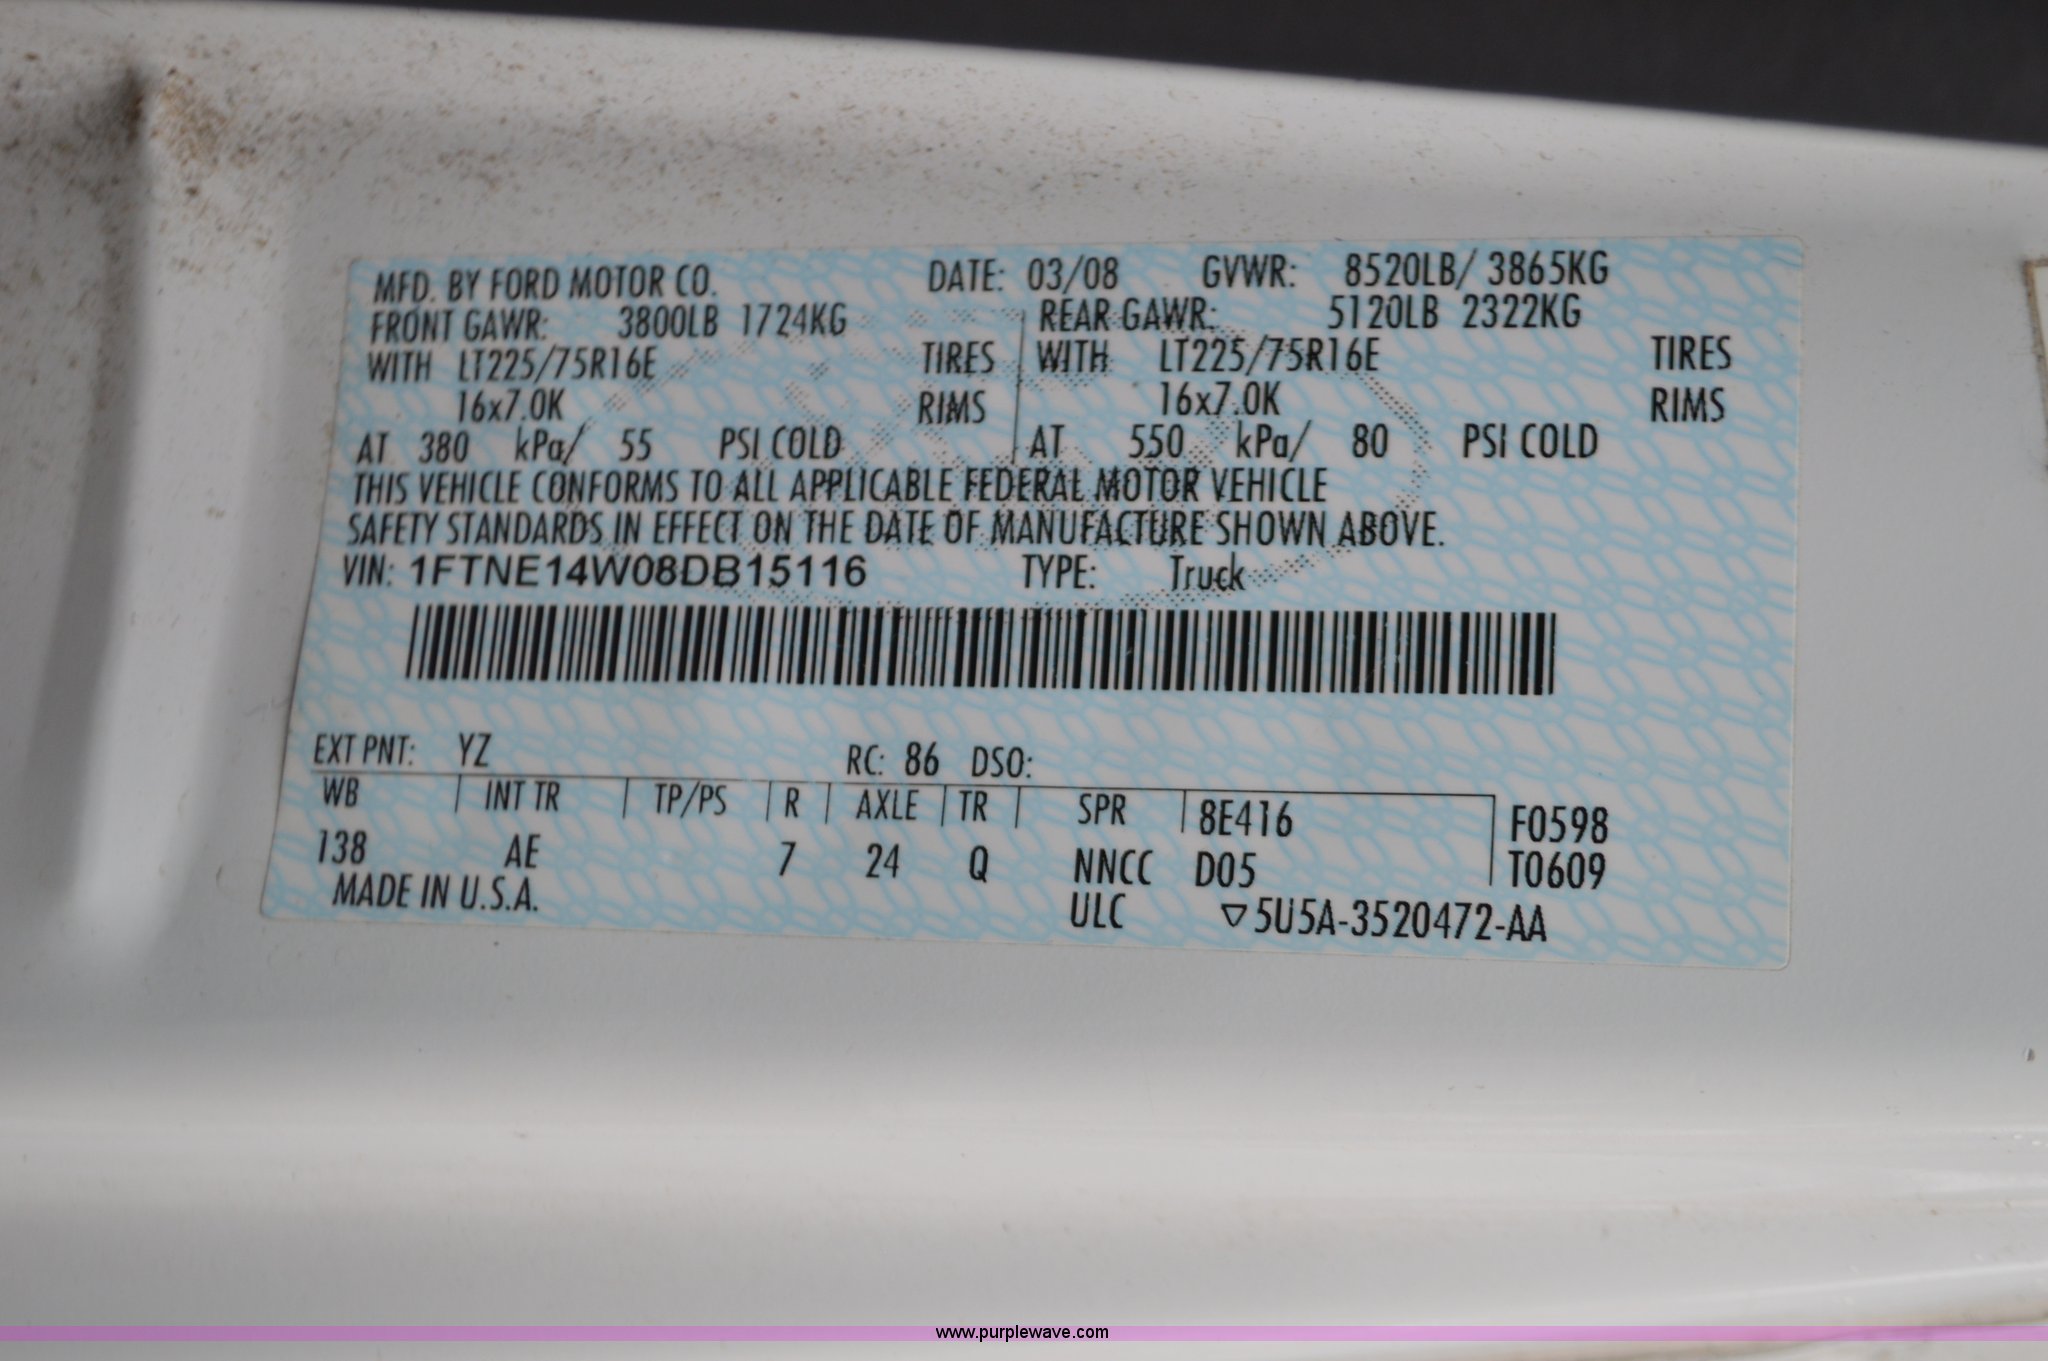 MFD. BY FORD MOTOR CO. DATE: 03/08 GVWR: 8520LB/ 3865KG
FRONT GAWR: 3800LB 1724KG REAR GAWR: 5120LB 2322KG
WITH LT225/75R16E TIRES WITH LT225/75R16E TIRES
16x7.0K RIMS 16x7.0K RIMS
AT 380 kPa/ 55 PSI COLD AT 550 kPa/ 80 PSI COLD
THIS VEHICLE CONFORMS TO ALL APPLICABLE FEDERAL MOTOR VEHICLE
SAFETY STANDARDS IN EFFECT ON THE DATE OF MANUFACTURE SHOWN ABOVE.
VIN: 1FTNE14W08DB15116 TYPE: Truck
EXT PNT: YZ RC: 86 DSO:
WB INT TR TP/PS R AXLE TR SPR 8E416 F0598
138 AE 7 24 Q NNCC D05 T0609
MADE IN U.S.A. ULC ▽5U5A-3520472-AA
www.purplewave.com